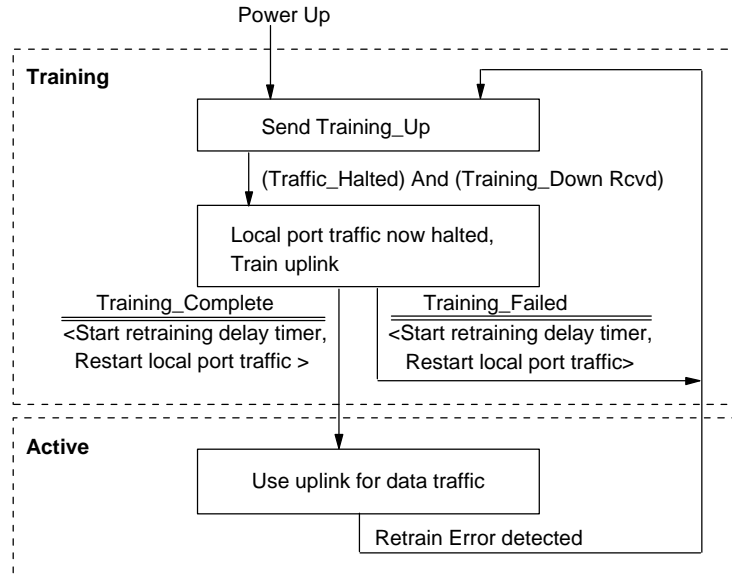 Power Up
Training
Send Training_Up
(Traffic_Halted) And (Training_Down Rcvd)
Local port traffic now halted,
Train uplink
Training_Complete
<Start retraining delay timer,
Restart local port traffic >
Training_Failed
<Start retraining delay timer,
Restart local port traffic>
Active
Use uplink for data traffic
Retrain Error detected